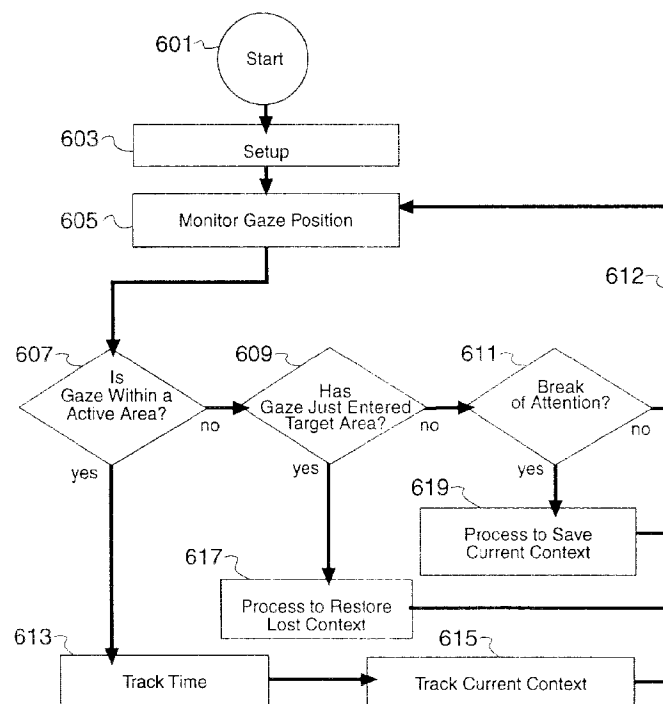 601
Start
603
Setup
605
Monitor Gaze Position
612
607
Is
Gaze Within a
Active Area?
no
yes
609
Has
Gaze Just Entered
Target Area?
no
yes
611
Break
of Attention?
no
yes
619
Process to Save
Current Context
617
Process to Restore
Lost Context
613
Track Time
615
Track Current Context